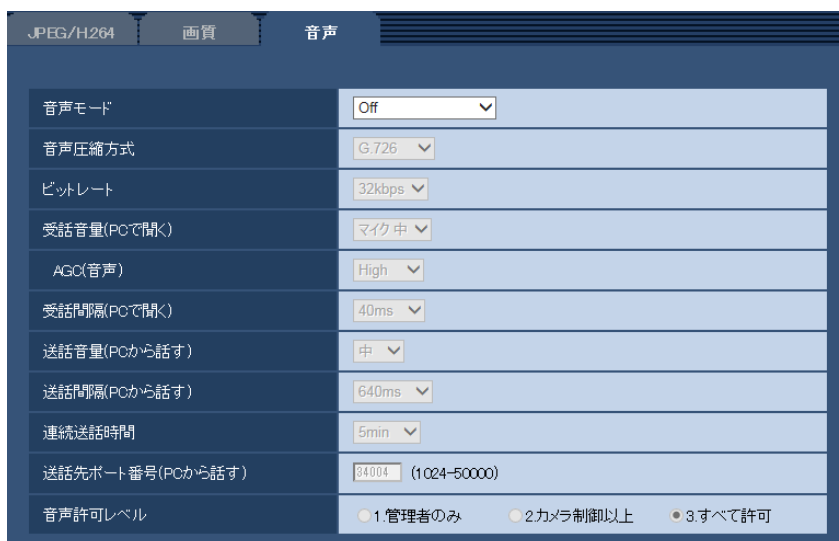 JPEG/H.264 画質 音声
音声モード Off
音声圧縮方式 G.726
ビットレート 32kbps
受話音量(PCで聞く) マイク 中
AGC(音声) High
受話間隔(PCで聞く) 40ms
送話音量(PCから話す) 中
送話間隔(PCから話す) 640ms
連続送話時間 5min
送話先ポート番号(PCから話す) 34004 (1024-50000)
音声許可レベル 1.管理者のみ 2.カメラ制御以上 3.すべて許可